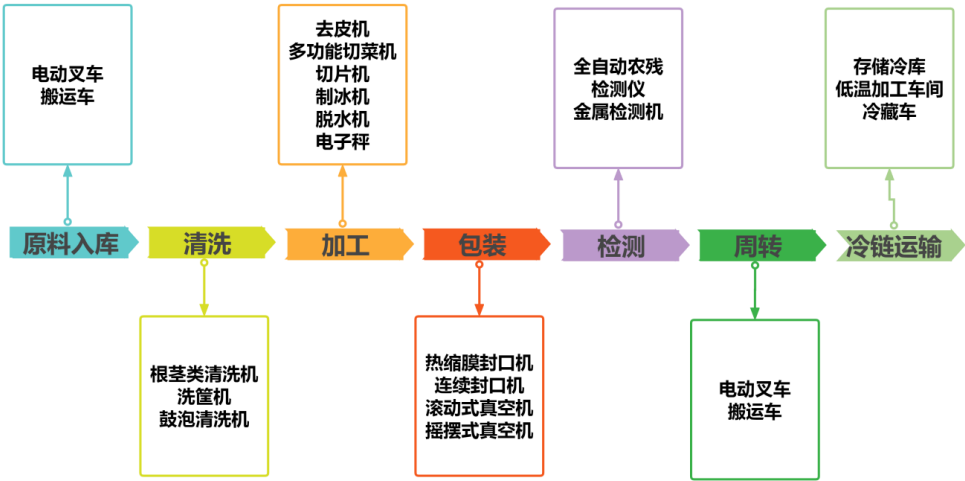 电动叉车
搬运车
去皮机
多功能切菜机
切片机
制冰机
脱水机
电子秤
全自动农残
检测仪
金属检测机
存储冷库
低温加工车间
冷藏车
原料入库
清洗
加工
包装
检测
周转
冷链运输
根茎类清洗机
洗筐机
鼓泡清洗机
热缩膜封口机
连续封口机
滚动式真空机
摇摆式真空机
电动叉车
搬运车